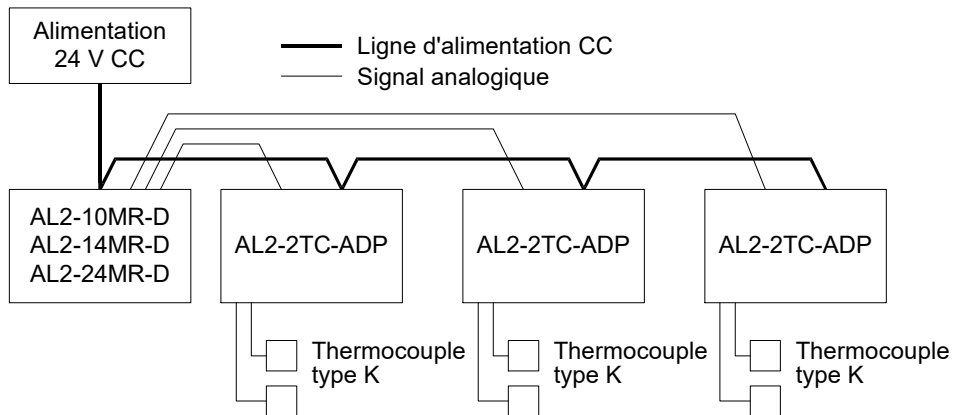 Alimentation
24 V CC
Ligne d'alimentation CC
Signal analogique
AL2-10MR-D
AL2-14MR-D
AL2-24MR-D
AL2-2TC-ADP
AL2-2TC-ADP
AL2-2TC-ADP
Thermocouple
type K
Thermocouple
type K
Thermocouple
type K